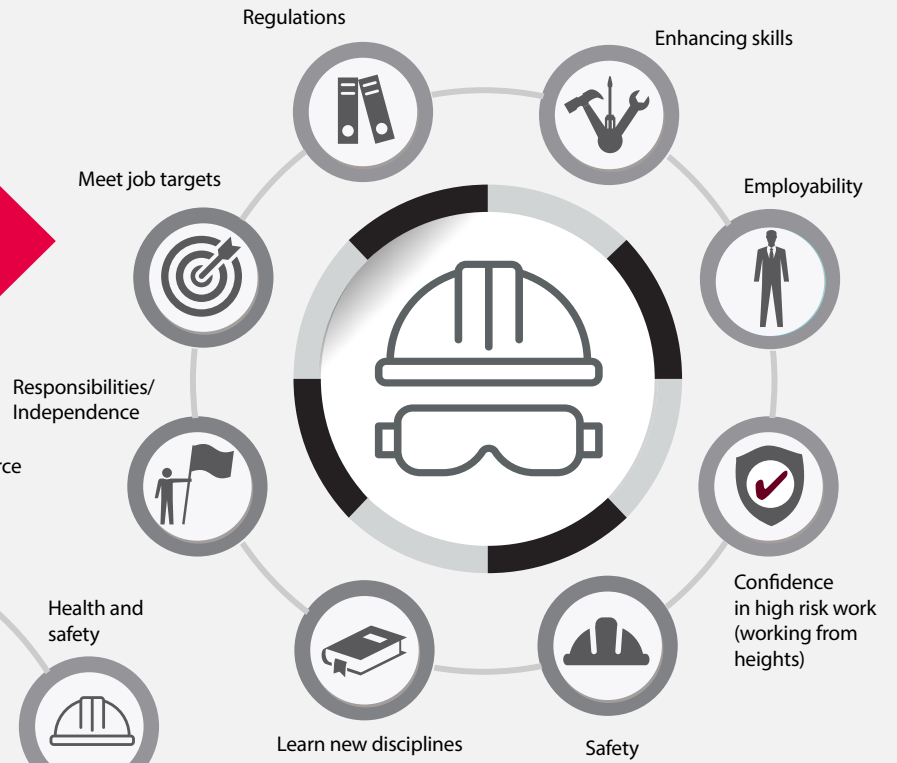 Regulations
Enhancing skills
Meet job targets
Employability
Responsibilities/
Independence
rce
Confidence
in high risk work
(working from
heights)
Health and
safety
Learn new disciplines
Safety